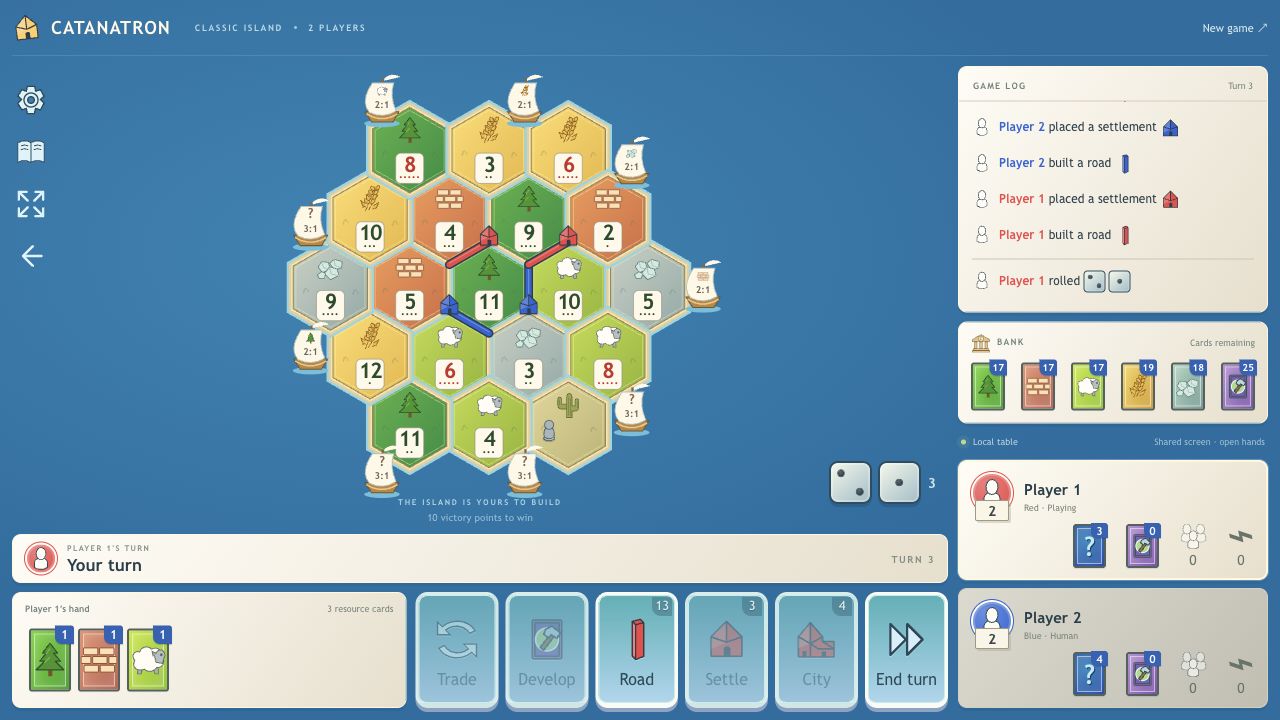 CATANATRON
CLASSIC ISLAND • 2 PLAYERS
New game ↗
2:1
2:1
8
3
6
2:1
?
3:1
10
4
9
2
9
5
11
10
5
2:1
2:1
12
6
3
8
?
3:1
11
4
?
3:1
?
3:1
THE ISLAND IS YOURS TO BUILD
10 victory points to win
3
GAME LOG
Turn 3
Player 2 placed a settlement
Player 2 built a road
Player 1 placed a settlement
Player 1 built a road
Player 1 rolled
BANK
Cards remaining
17 17 17 19 18 25
Local table
Shared screen · open hands
2
Player 1
Red · Playing
? 3 0 0 0
2
Player 2
Blue · Human
? 4 0 0 0
PLAYER 1'S TURN
Your turn
TURN 3
Player 1's hand
3 resource cards
1 1 1
Trade
Develop
13
Road
3
Settle
4
City
End turn